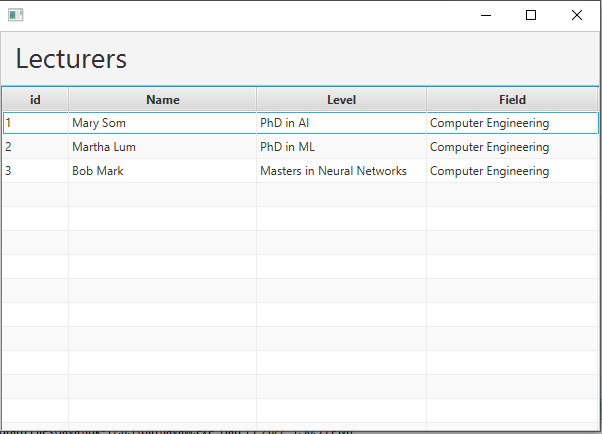 Lecturers
id Name Level Field
1 Mary Som PhD in AI Computer Engineering
2 Martha Lum PhD in ML Computer Engineering
3 Bob Mark Masters in Neural Networks Computer Engineering